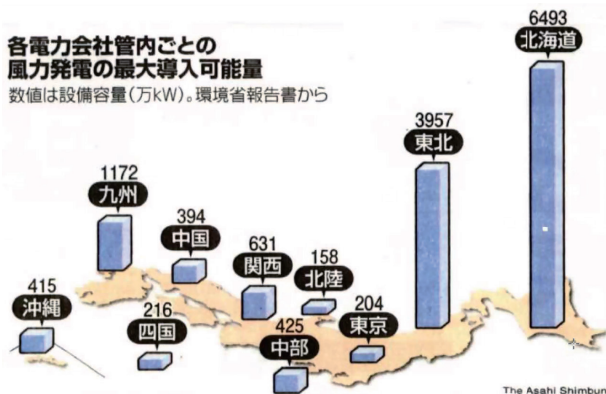 各電力会社管内ごとの
風力発電の最大導入可能量
数値は設備容量(万kW)。環境省報告書から
6493
北海道
3957
東北
1172
九州
394
中国
631
関西
158
北陸
415
沖縄
216
四国
425
中部
204
東京
The Asahi Shimbun